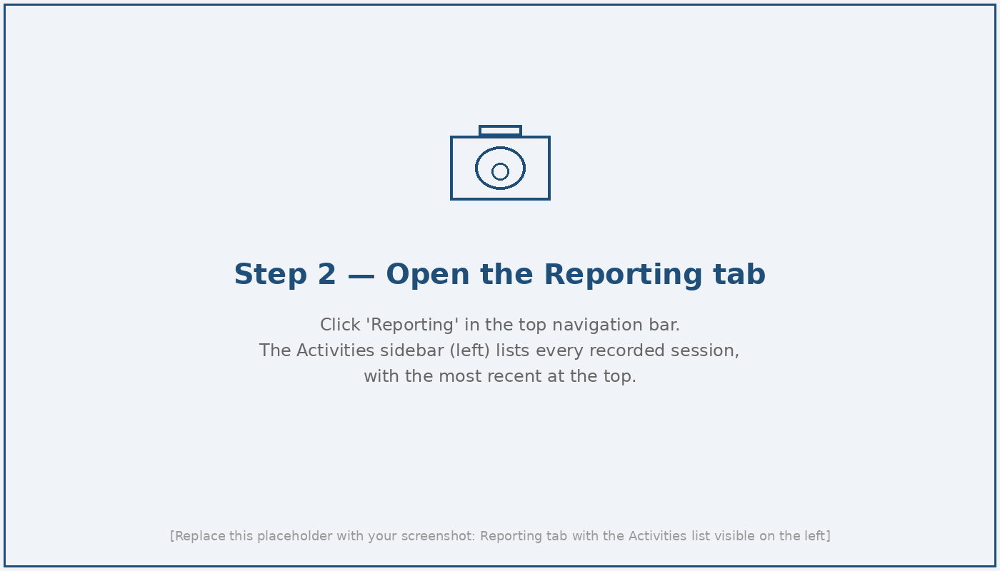 Step 2 — Open the Reporting tab
Click 'Reporting' in the top navigation bar.
The Activities sidebar (left) lists every recorded session,
with the most recent at the top.
[Replace this placeholder with your screenshot: Reporting tab with the Activities list visible on the left]